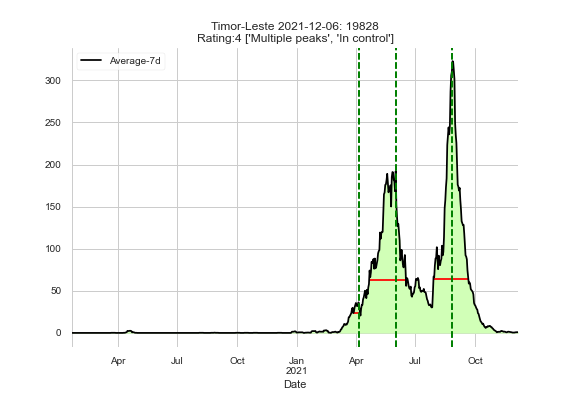 Timor-Leste 2021-12-06: 19828
Rating:4 ['Multiple peaks', 'In control']
Average-7d
300
250
200
150
100
50
0
Apr Jul Oct Jan Apr Jul Oct
2021
Date